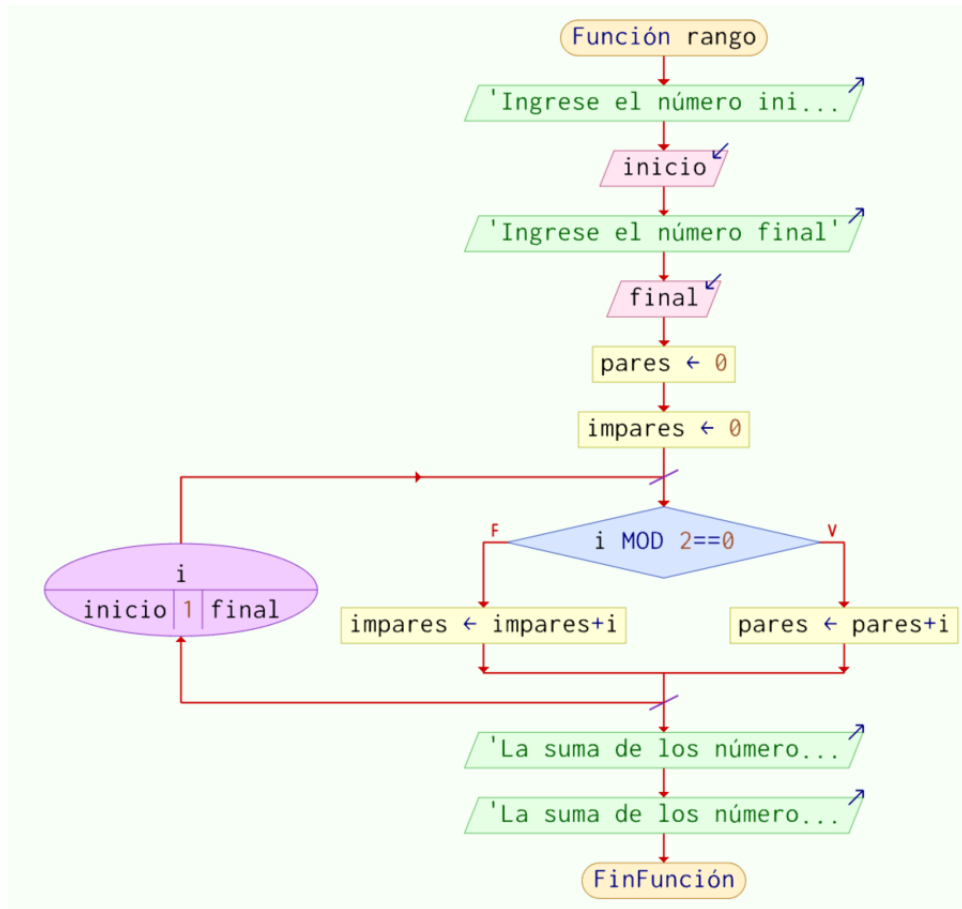 Función rango
'Ingrese el número ini...
inicio
'Ingrese el número final'
final
pares ← 0
impares ← 0
i MOD 2==0
F
V
i
inicio 1 final
impares ← impares+i
pares ← pares+i
'La suma de los número...
'La suma de los número...
FinFunción